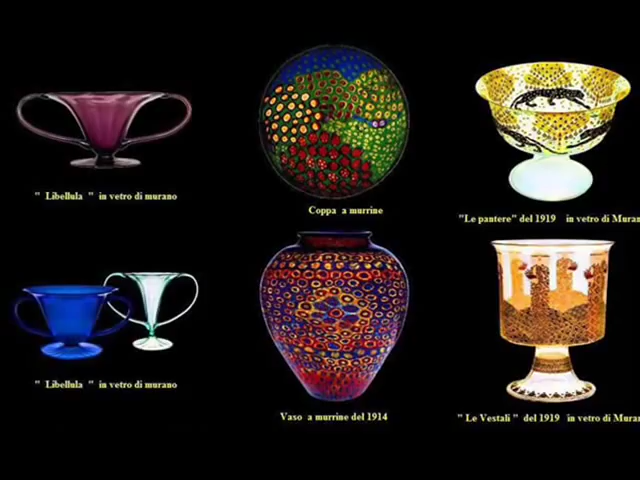 " Libellula " in vetro di murano
Coppa a murrine
"Le pantere" del 1919 in vetro di Muran
" Libellula " in vetro di murano
Vaso a murrine del 1914
" Le Vestali " del 1919 in vetro di Muran